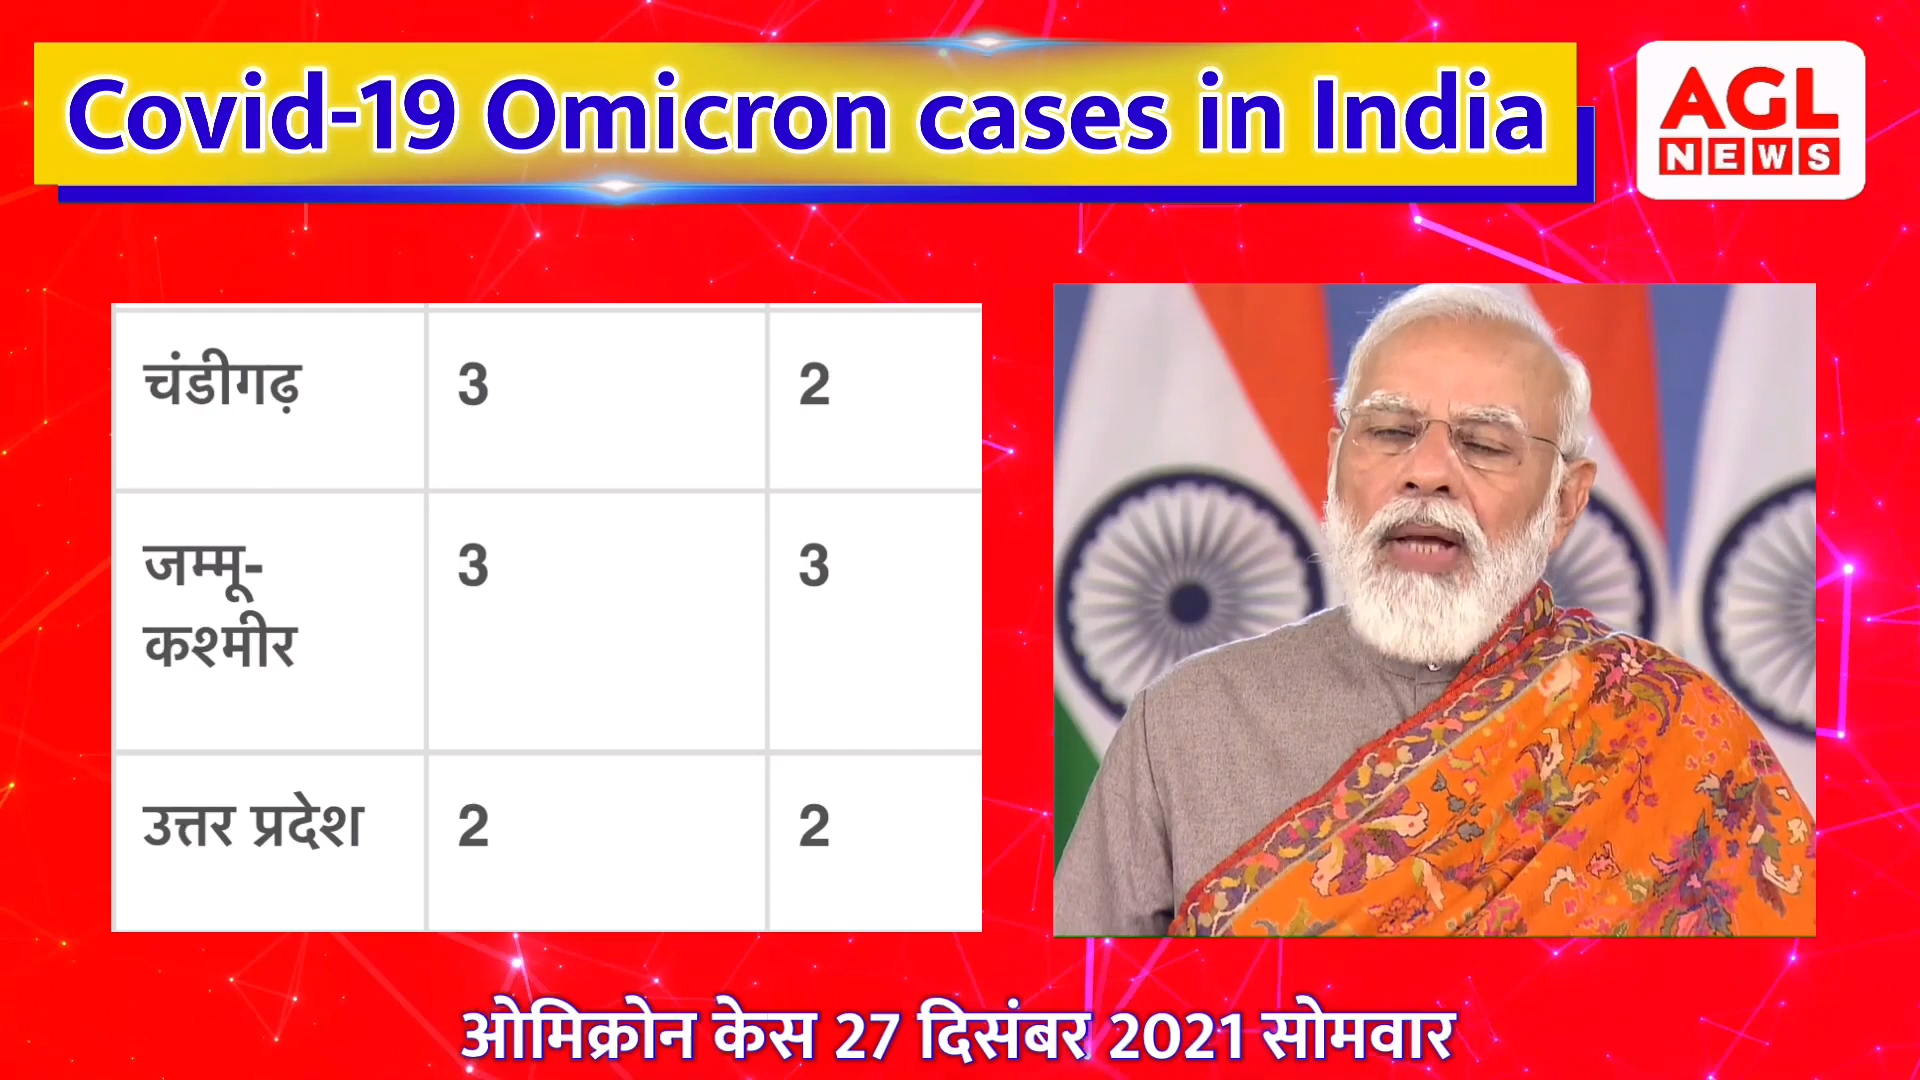 Covid-19 Omicron cases in India
AGL
NEWS
चंडीगढ़ 3 2
जम्मू- 3 3
कश्मीर
उत्तर प्रदेश 2 2
ओमिक्रोन केस 27 दिसंबर 2021 सोमवार